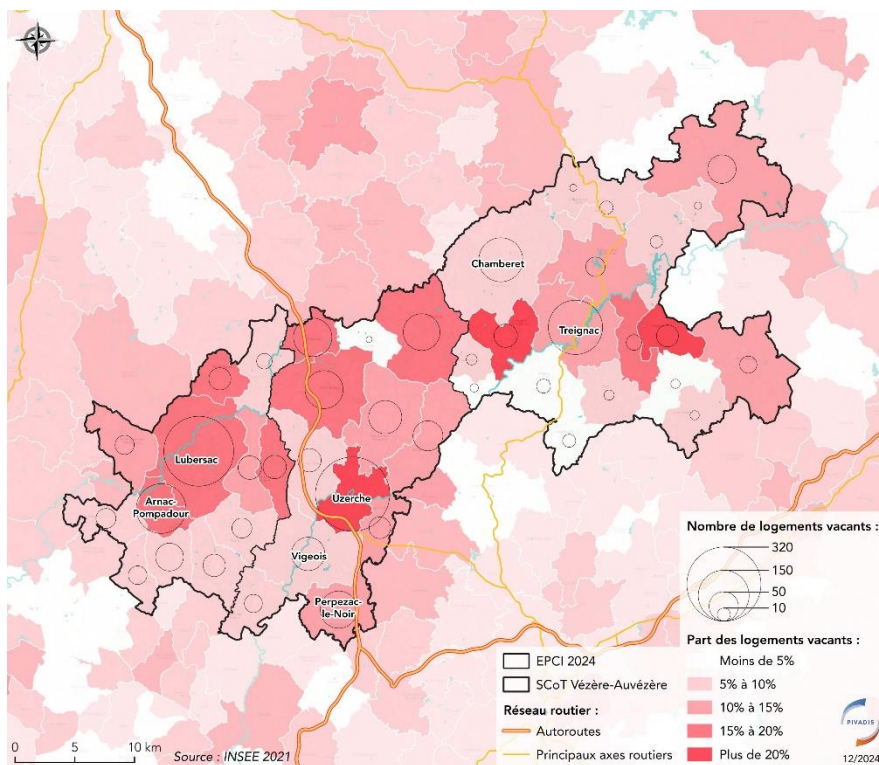 Chamberet
Treignac
Lubersac
Arnac-
Pompadour
Uzerche
Vigeois
Perpezac-
le-Noir
Nombre de logements vacants :
320
150
50
10
Part des logements vacants :
Moins de 5%
5% à 10%
10% à 15%
15% à 20%
Plus de 20%
EPCI 2024
SCoT Vézère-Auvézère
Réseau routier :
Autoroutes
Principaux axes routiers
0 5 10 km
Source : INSEE 2021
PIVADIS
12/2024